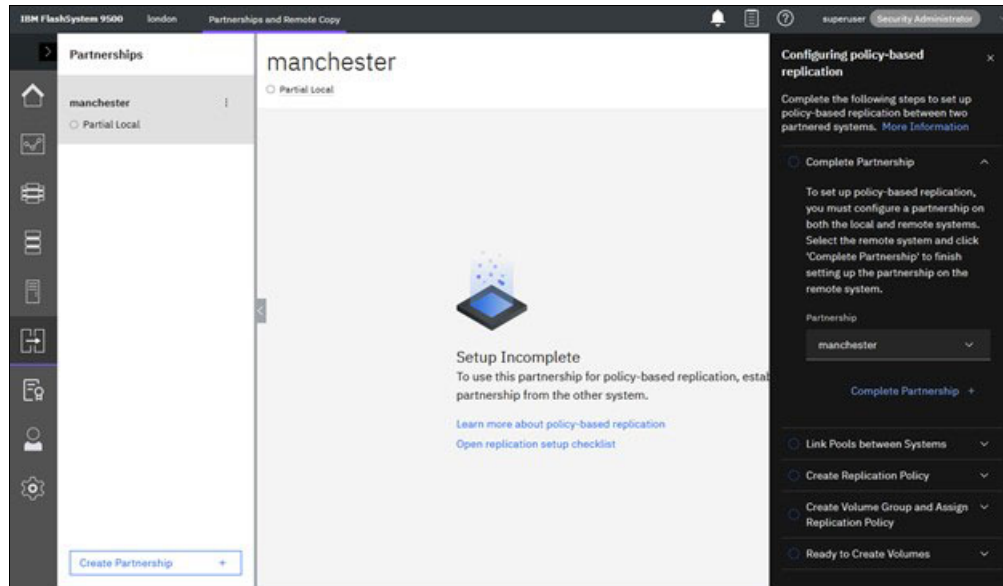 IBM FlashSystem 9500 london Partnerships and Remote Copy superuser Security Administrator
Partnerships
manchester
Partial Local
Create Partnership +
manchester
Partial Local
Setup Incomplete
To use this partnership for policy-based replication, estab
partnership from the other system.
Learn more about policy-based replication
Open replication setup checklist
Configuring policy-based
replication
Complete the following steps to set up
policy-based replication between two
partnered systems. More Information
Complete Partnership
To set up policy-based replication,
you must configure a partnership on
both the local and remote systems.
Select the remote system and click
'Complete Partnership' to finish
setting up the partnership on the
remote system.
Partnership
manchester
Complete Partnership +
Link Pools between Systems
Create Replication Policy
Create Volume Group and Assign
Replication Policy
Ready to Create Volumes